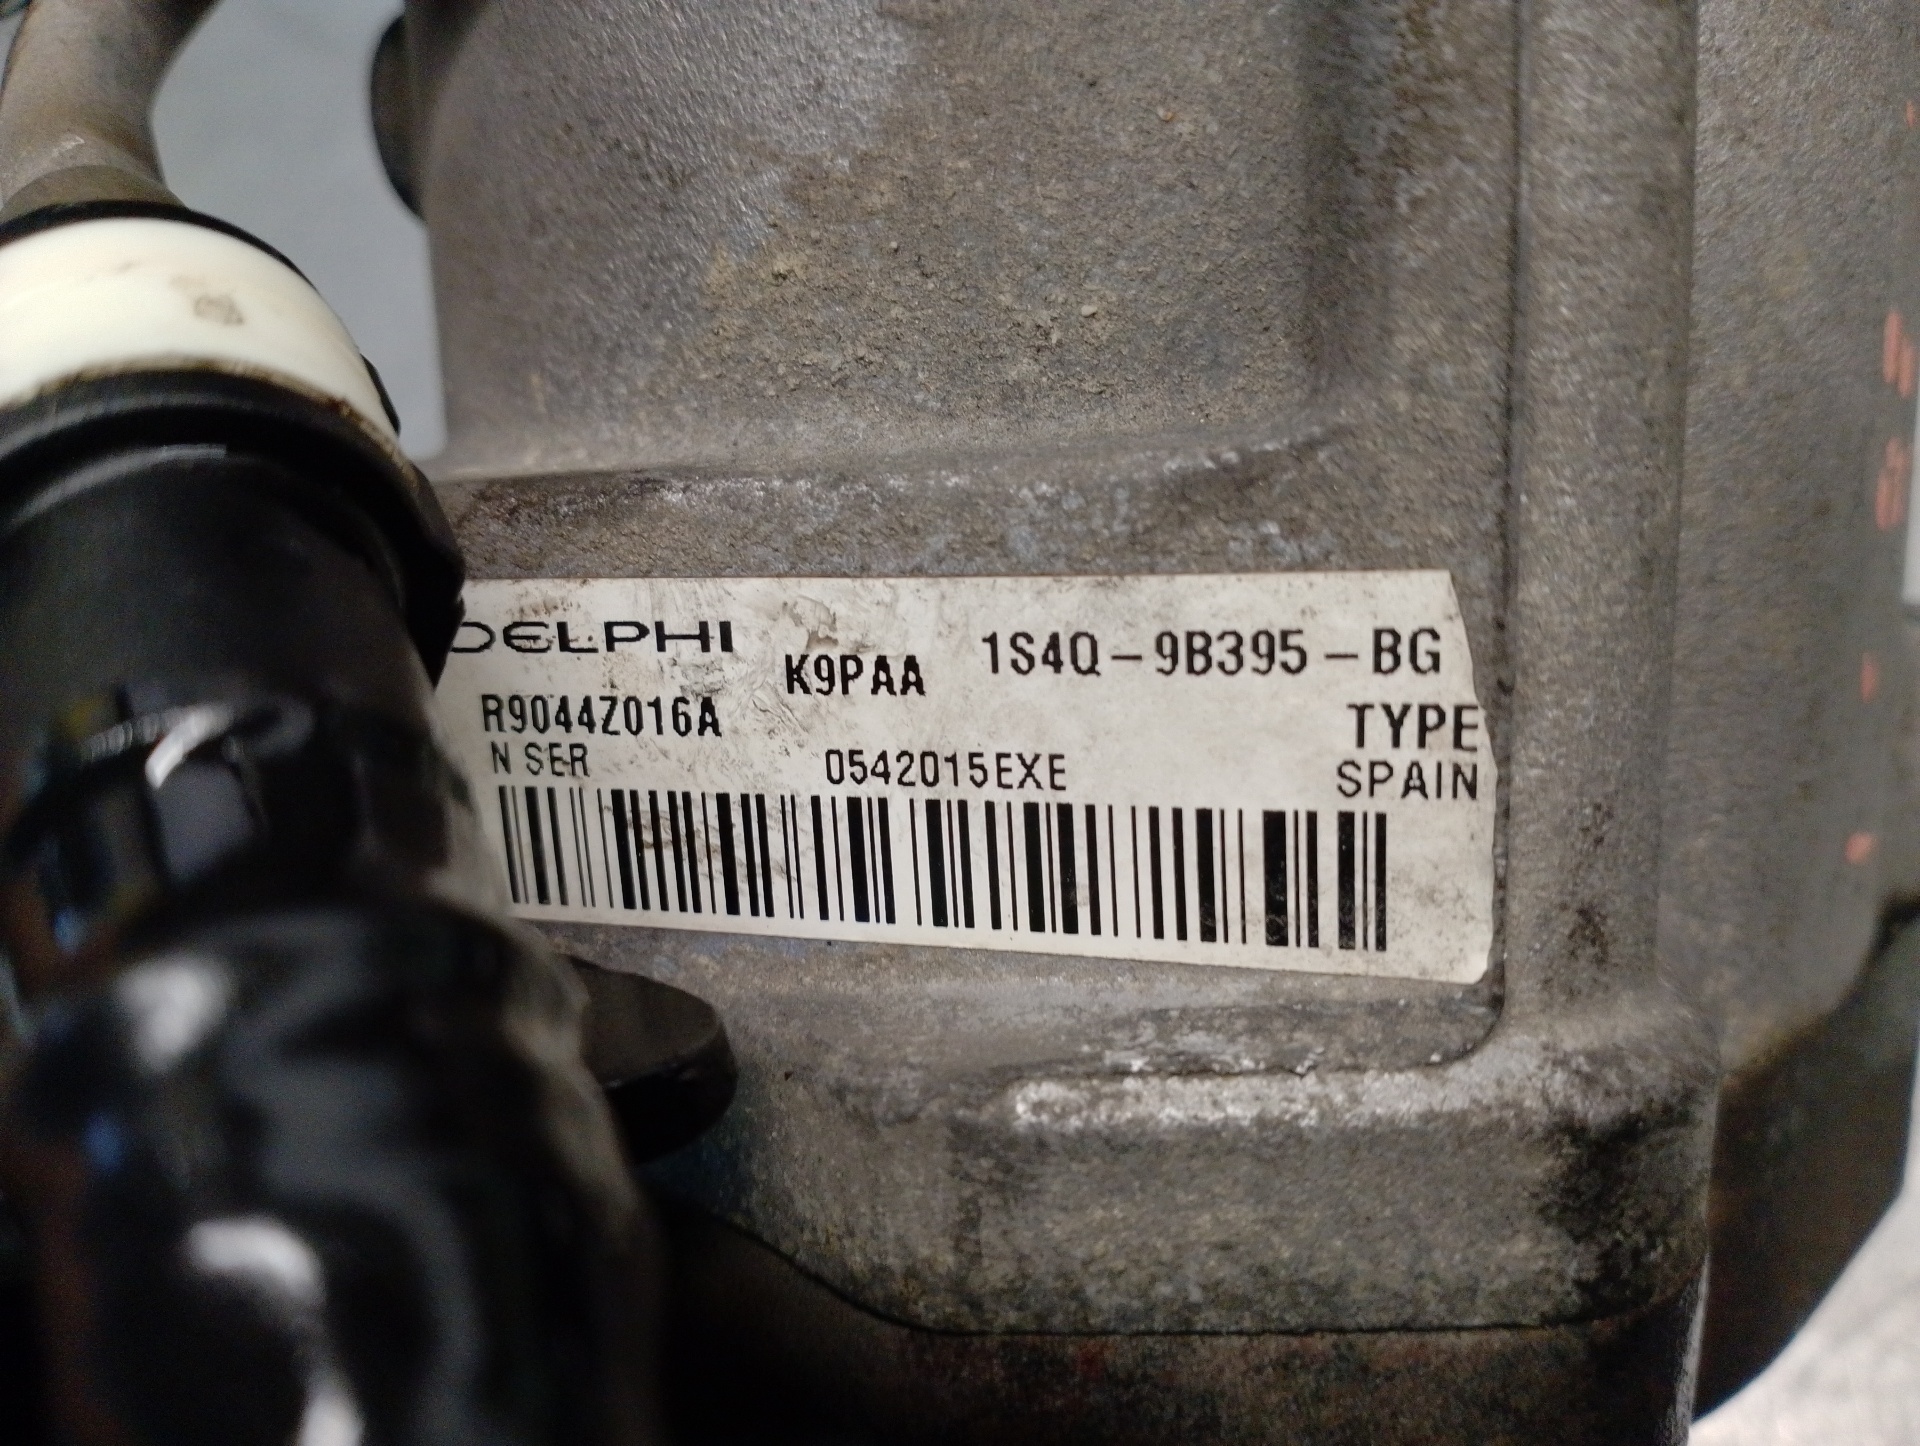 DELPHI K9PAA 1S4Q-9B395-BG
R9044Z016A TYPE
N SER 0542015EXE SPAIN